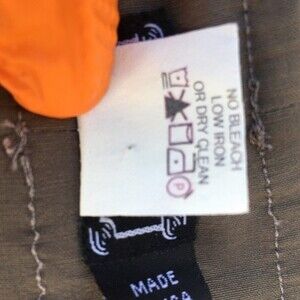 NO BLEACH
LOW IRON
OR DRY CLEAN
P
MADE